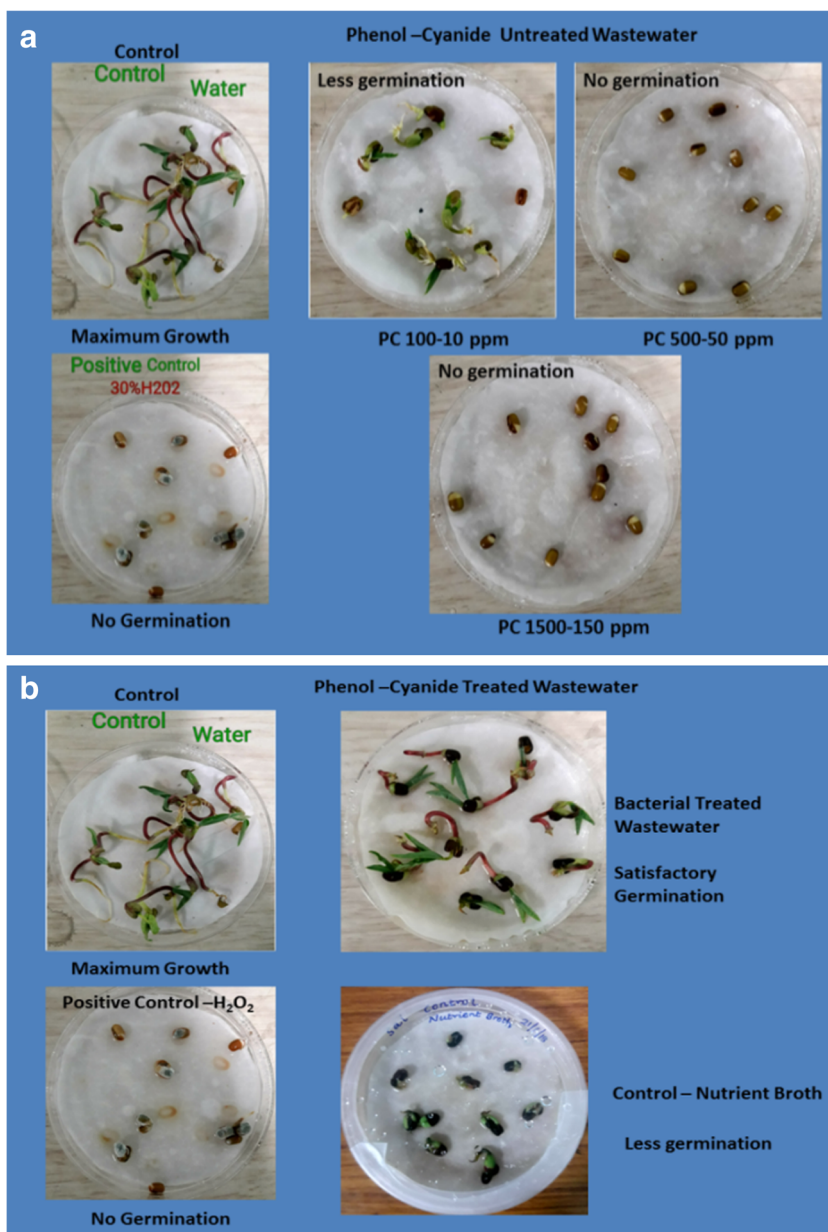 a
Control
Phenol –Cyanide Untreated Wastewater
Control
Water
Less germination
No germination
Maximum Growth
PC 100-10 ppm
PC 500-50 ppm
Positive Control
30%H202
No germination
No Germination
PC 1500-150 ppm
b
Control
Phenol –Cyanide Treated Wastewater
Control
Water
Bacterial Treated
Wastewater
Satisfactory
Germination
Maximum Growth
Positive Control –H₂O₂
control
Nutrient Broth
Control – Nutrient Broth
Less germination
No Germination